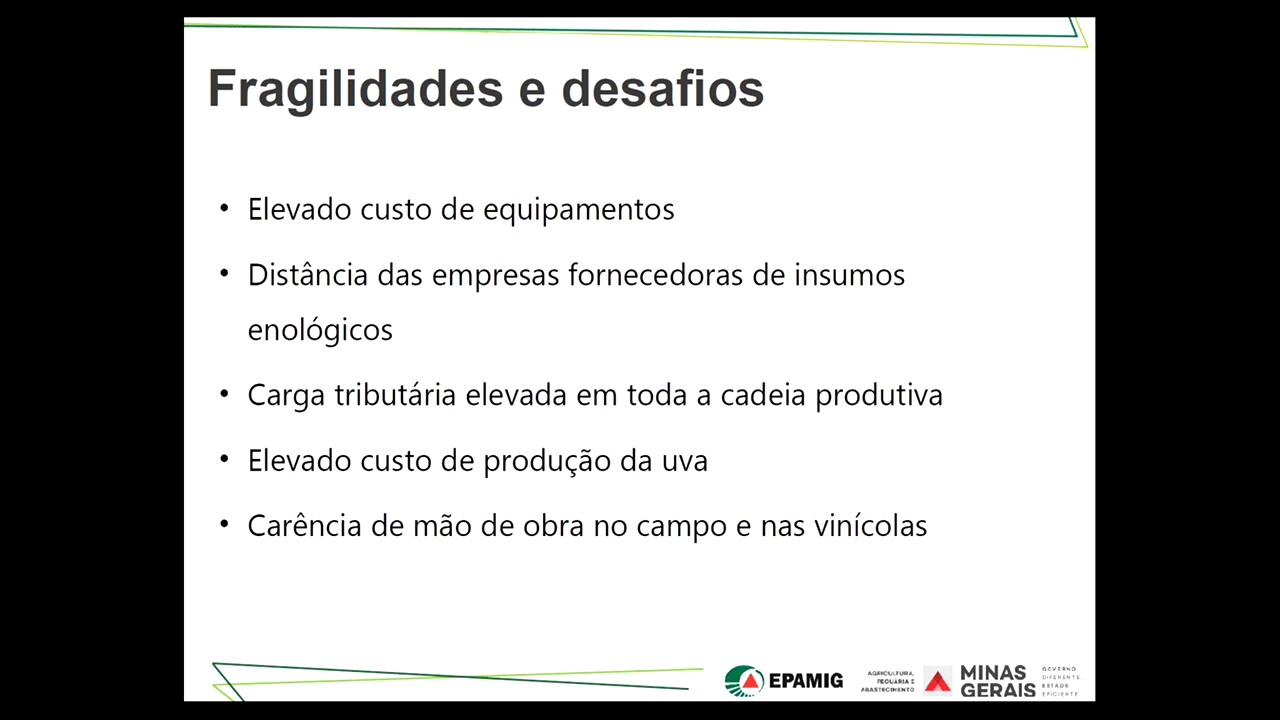 Fragilidades e desafios
• Elevado custo de equipamentos
• Distância das empresas fornecedoras de insumos
enológicos
• Carga tributária elevada em toda a cadeia produtiva
• Elevado custo de produção da uva
• Carência de mão de obra no campo e nas vinícolas
EPAMIG
AGRICULTURA,
PECUÁRIA E
ABASTECIMENTO
MINAS
GERAIS
GOVERNO
DIFERENTE.
ESTADO
EFICIENTE.